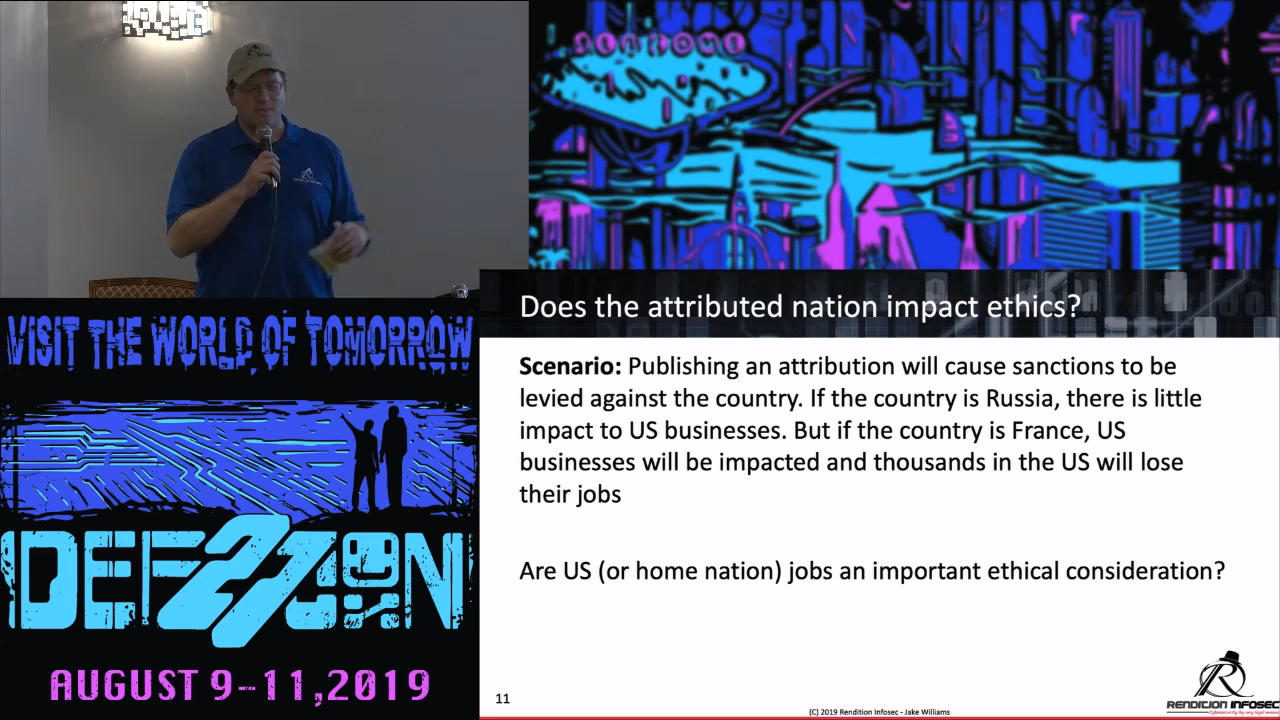 WELCOME
VISIT THE WORLD OF TOMORROW
DEF 27 CON
AUGUST 9-11,2019
Does the attributed nation impact ethics?
Scenario: Publishing an attribution will cause sanctions to be
levied against the country. If the country is Russia, there is little
impact to US businesses. But if the country is France, US
businesses will be impacted and thousands in the US will lose
their jobs
Are US (or home nation) jobs an important ethical consideration?
11
(C) 2019 Rendition Infosec - Jake Williams
R
RENDITION INFOSEC